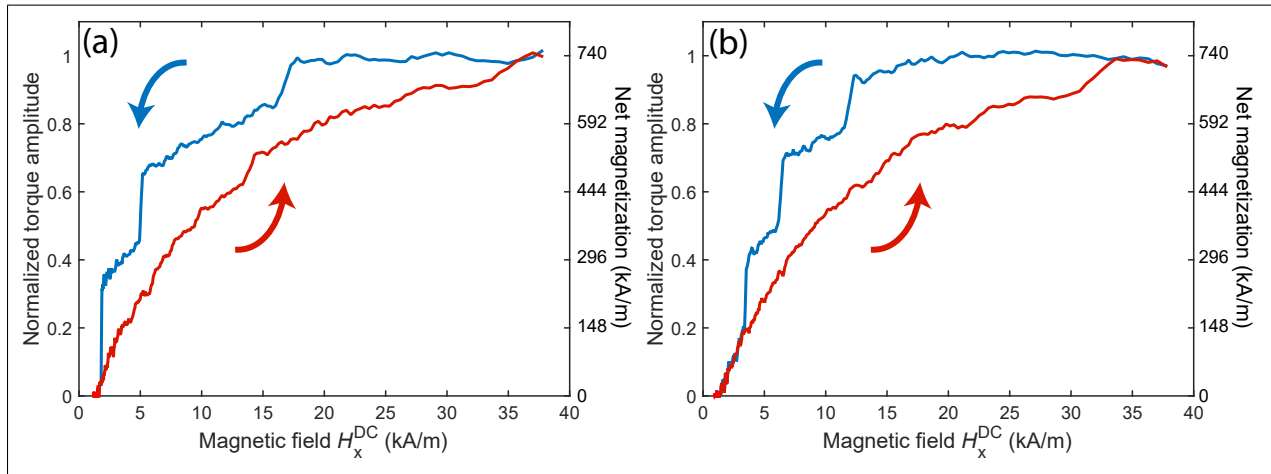 (a)
Normalized torque amplitude
1
0.8
0.6
0.4
0.2
0
0 5 10 15 20 25 30 35 40
Magnetic field H_x^DC (kA/m)
740
592
444
296
148
0
Net magnetization (kA/m)
(b)
Normalized torque amplitude
1
0.8
0.6
0.4
0.2
0
0 5 10 15 20 25 30 35 40
Magnetic field H_x^DC (kA/m)
740
592
444
296
148
0
Net magnetization (kA/m)